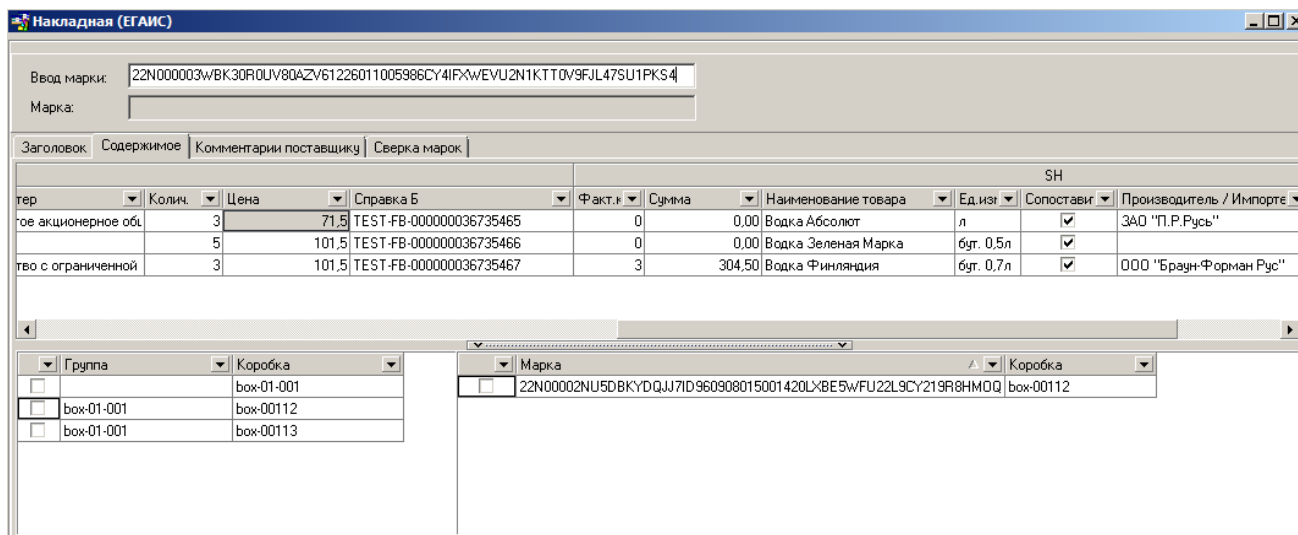 Накладная (ЕГАИС)
Ввод марки: 22N000003WBK30R0UV80AZV61226011005986CY4IFXWEVU2N1KTT0V9FJL47SU1PKS4
Марка:
Заголовок Содержимое Комментарии поставщику Сверка марок
SH
тер Колич. Цена Справка Б Факт.к Сумма Наименование товара Ед.изг Сопоставиг Производитель / Импорте
ое акционерное общ 3 71,5 TEST-FB-000000036735465 0 0,00 Водка Абсолют л ЗАО "П.Р.Русь"
5 101,5 TEST-FB-000000036735466 0 0,00 Водка Зеленая Марка бут. 0,5л
тво с ограниченной 3 101,5 TEST-FB-000000036735467 3 304,50 Водка Финляндия бут. 0,7л ООО "Браун-Форман Рус"
Группа Коробка Марка Коробка
box-01-001 22N00002NU5DBKYDQJJ7ID960908015001420LXBE5WFU22L9CY219R8HMOQ box-00112
box-01-001 box-00112
box-01-001 box-00113